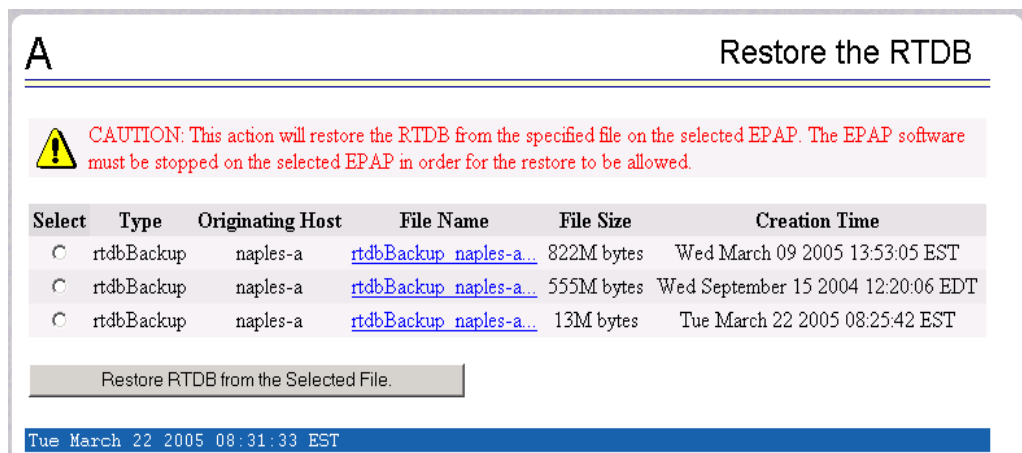 A
Restore the RTDB
CAUTION: This action will restore the RTDB from the specified file on the selected EPAP. The EPAP software
must be stopped on the selected EPAP in order for the restore to be allowed.
Select Type Originating Host File Name File Size Creation Time
rtdbBackup naples-a rtdbBackup_naples-a... 822M bytes Wed March 09 2005 13:53:05 EST
rtdbBackup naples-a rtdbBackup_naples-a... 555M bytes Wed September 15 2004 12:20:06 EDT
rtdbBackup naples-a rtdbBackup_naples-a... 13M bytes Tue March 22 2005 08:25:42 EST
Restore RTDB from the Selected File.
Tue March 22 2005 08:31:33 EST